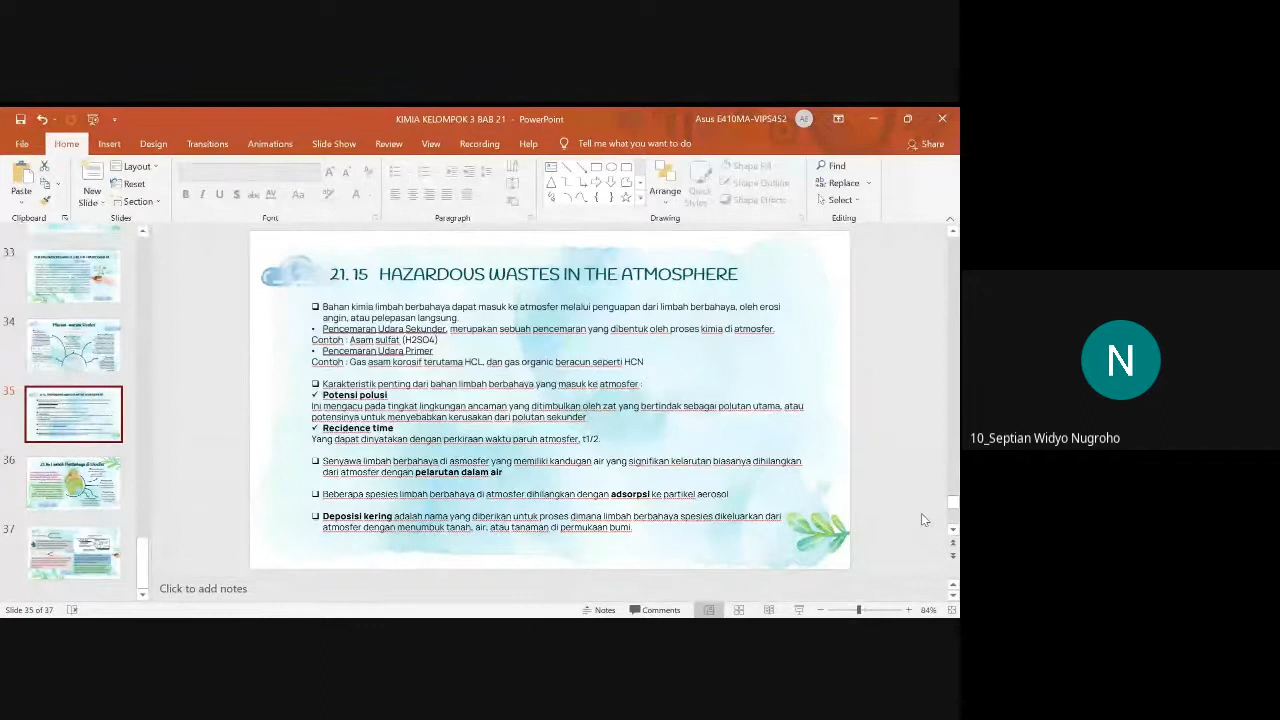 KIMIA KELOMPOK 3 BAB 21 - PowerPoint
Asus E410MA-VIPS452
AE
File Home Insert Design Transitions Animations Slide Show Review View Recording Help Tell me what you want to do
Share
Paste
New
Slide
Layout
Reset
Section
Arrange
Quick
Styles
Shape Fill
Shape Outline
Shape Effects
Find
Replace
Select
Clipboard Slides Font Paragraph Drawing Editing
33
34
35
36
37
21. 15 HAZARDOUS WASTES IN THE ATMOSPHERE
Bahan kimia limbah berbahaya dapat masuk ke atmosfer melalui penguapan dari limbah berbahaya, oleh erosi
angin, atau pelepasan langsung.
• Pencemaran Udara Sekunder, merupkan sebuah pencemaran yang dibentuk oleh proses kimia di atmosfer.
Contoh : Asam sulfat (H2SO4)
• Pencemaran Udara Primer
Contoh : Gas asam korosif terutama HCL, dan gas organic beracun seperti HCN
Karakteristik penting dari bahan limbah berbahaya yang masuk ke atmosfer :
✓ Potensi polusi
Ini mengacu pada tingkat lingkungan ancaman oleh zat yang bertindak sebagai polutan utama, atau
potensinya untuk menyebabkan kerusakan dari polutan sekunder
✓ Recidence time
Yang dapat dinyatakan dengan perkiraan waktu paruh atmosfer, t1/2.
Senyawa limbah berbahaya di atmosfer yang memiliki kandugan air yang signifikan kelarutan biasanya dihilangkan
dari atmosfer dengan pelarutan dalam air
Beberapa spesies limbah berbahaya di atmosfer dihilangkan dengan adsorpsi ke partikel aerosol
Deposisi kering adalah nama yang diberikan untuk proses dimana limbah berbahaya spesies dikeluarkan dari
atmosfer dengan menumbuk tanah, air, atau tanaman di permukaan bumi.
Click to add notes
Slide 35 of 37
Notes
Comments
84%
N
10_Septian Widyo Nugroho